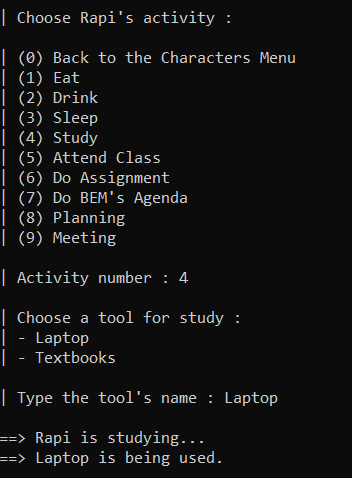 | Choose Rapi's activity :
| (0) Back to the Characters Menu
| (1) Eat
| (2) Drink
| (3) Sleep
| (4) Study
| (5) Attend Class
| (6) Do Assignment
| (7) Do BEM's Agenda
| (8) Planning
| (9) Meeting
| Activity number : 4
| Choose a tool for study :
| - Laptop
| - Textbooks
| Type the tool's name : Laptop
==> Rapi is studying...
==> Laptop is being used.